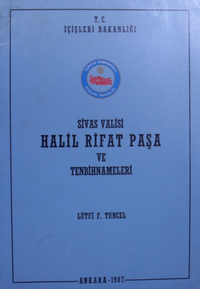 T. C.
İÇİŞLERİ BAKANLIĞI
SİVAS VALİSİ
HALİL RİFAT PAŞA
VE
TENBİHNAMELERİ
LÜTFİ F. TUNCEL
ANKARA-1987